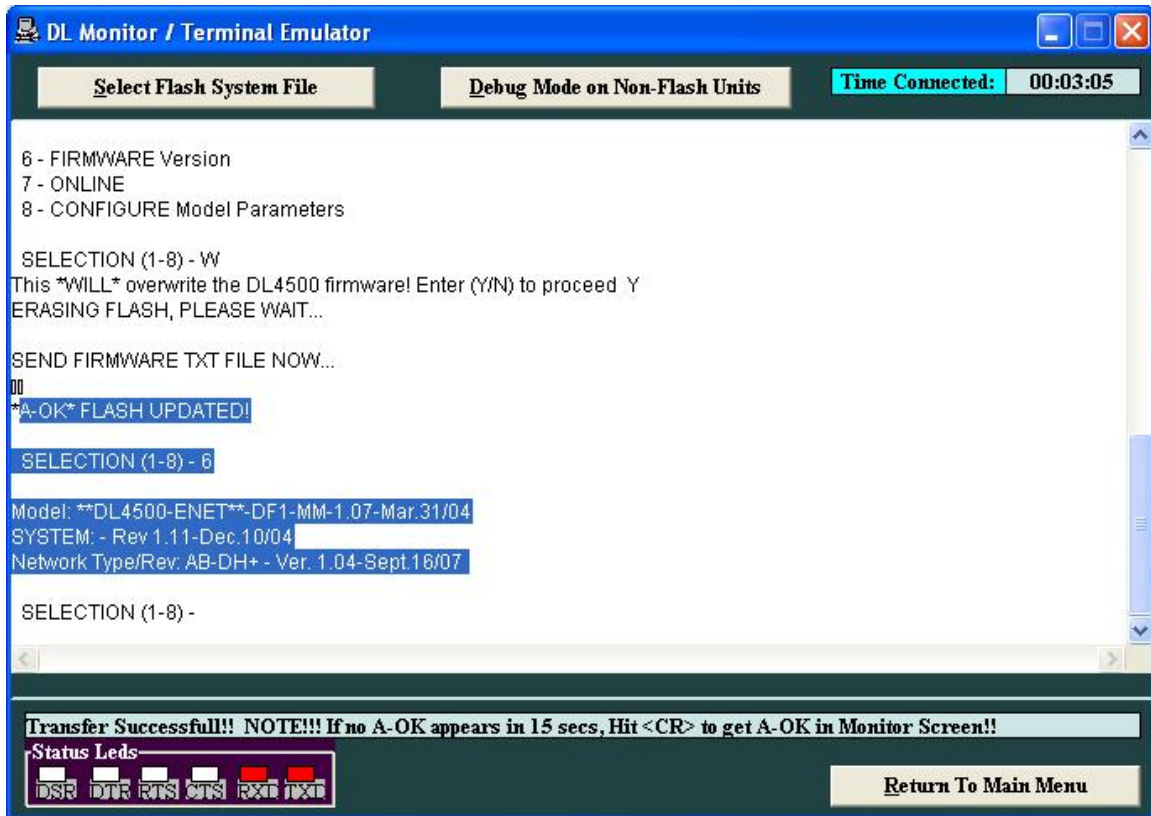 DL Monitor / Terminal Emulator
Select Flash System File
Debug Mode on Non-Flash Units
Time Connected: 00:03:05
6 - FIRMWARE Version
7 - ONLINE
8 - CONFIGURE Model Parameters
SELECTION (1-8) - W
This *WILL* overwrite the DL4500 firmware! Enter (Y/N) to proceed Y
ERASING FLASH, PLEASE WAIT...
SEND FIRMWARE TXT FILE NOW...
*A-OK* FLASH UPDATED!
SELECTION (1-8) - 6
Model: **DL4500-ENET**-DF1-MM-1.07-Mar.31/04
SYSTEM: - Rev 1.11-Dec.10/04
Network Type/Rev: AB-DH+ - Ver. 1.04-Sept.16/07
SELECTION (1-8) -
Transfer Successfull!! NOTE!!! If no A-OK appears in 15 secs, Hit <CR> to get A-OK in Monitor Screen!!
Status Leds
DSR DTR RTS CTS RXD TXD
Return To Main Menu